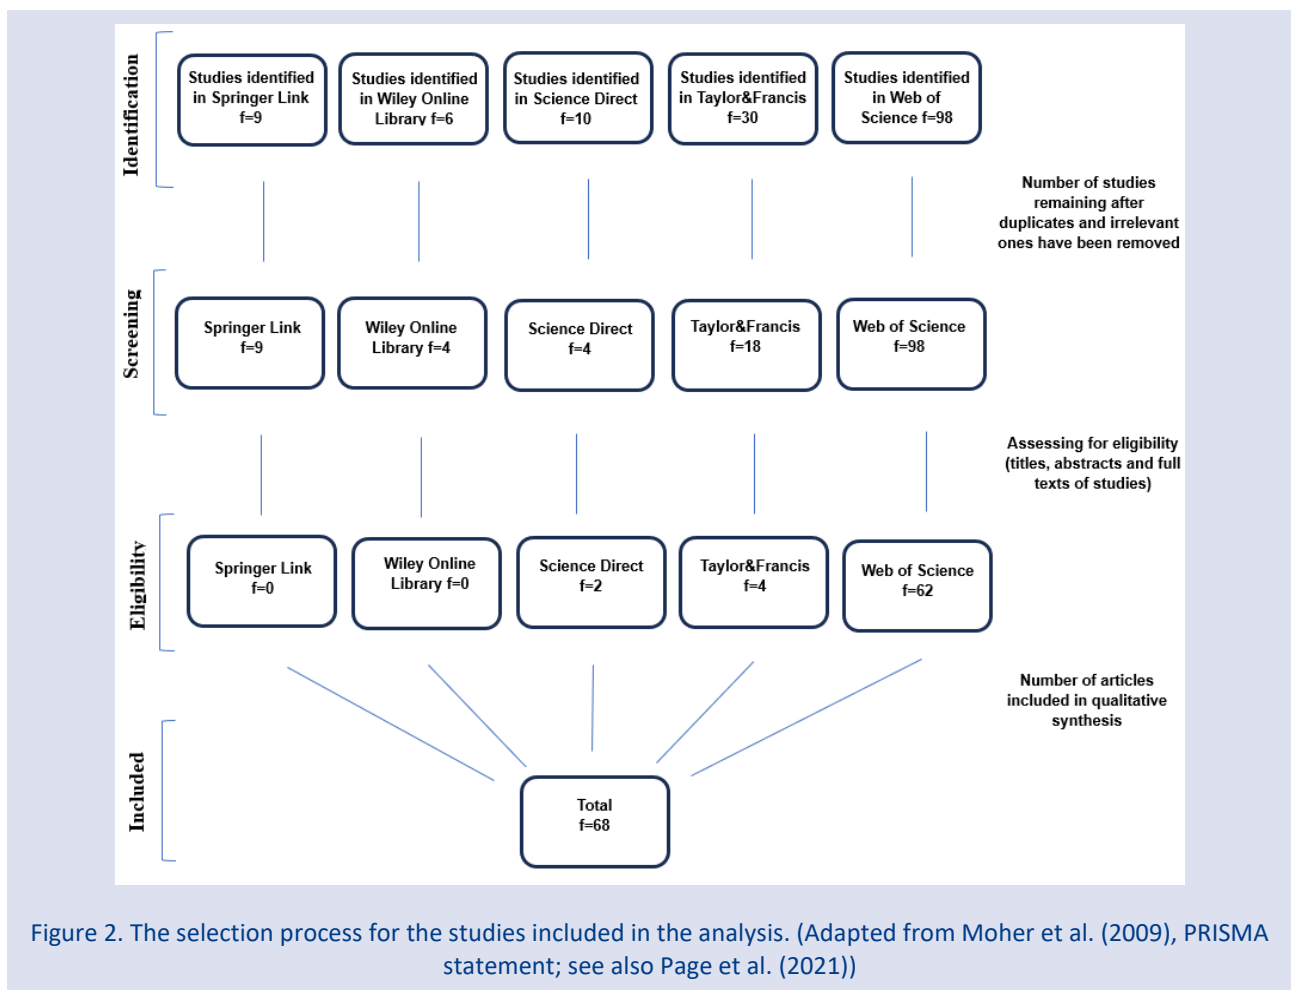 Identification
Studies identified
in Springer Link
f=9
Studies identified
in Wiley Online
Library f=6
Studies identified
in Science Direct
f=10
Studies identified
in Taylor&Francis
f=30
Studies identified
in Web of
Science f=98
Number of studies
remaining after
duplicates and irrelevant
ones have been removed
Screening
Springer Link
f=9
Wiley Online
Library f=4
Science Direct
f=4
Taylor&Francis
f=18
Web of Science
f=98
Assessing for eligibility
(titles, abstracts and full
texts of studies)
Eligibility
Springer Link
f=0
Wiley Online
Library f=0
Science Direct
f=2
Taylor&Francis
f=4
Web of Science
f=62
Number of articles
included in qualitative
synthesis
Included
Total
f=68
Figure 2. The selection process for the studies included in the analysis. (Adapted from Moher et al. (2009), PRISMA
statement; see also Page et al. (2021))